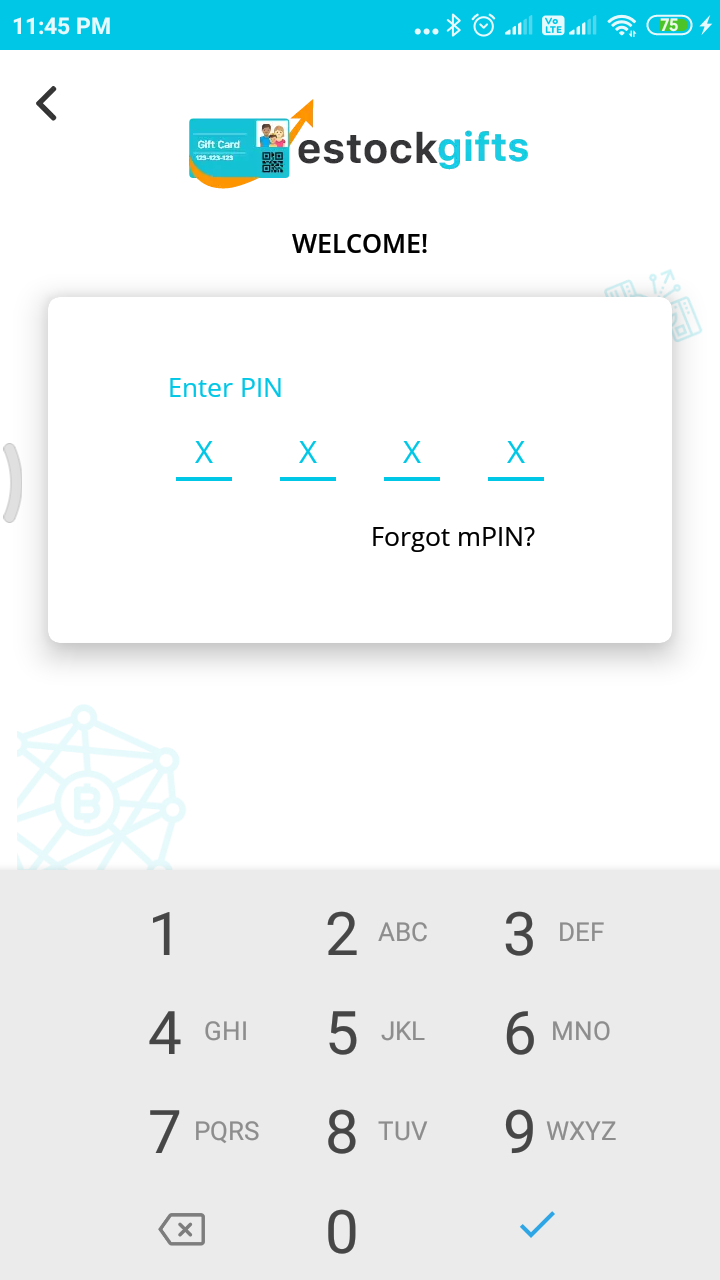 11:45 PM ... Vo LTE 75
Gift Card
123-123-123
estockgifts
WELCOME!
Enter PIN
X X X X
Forgot mPIN?
B
1 2 ABC 3 DEF
4 GHI 5 JKL 6 MNO
7 PQRS 8 TUV 9 WXYZ
0